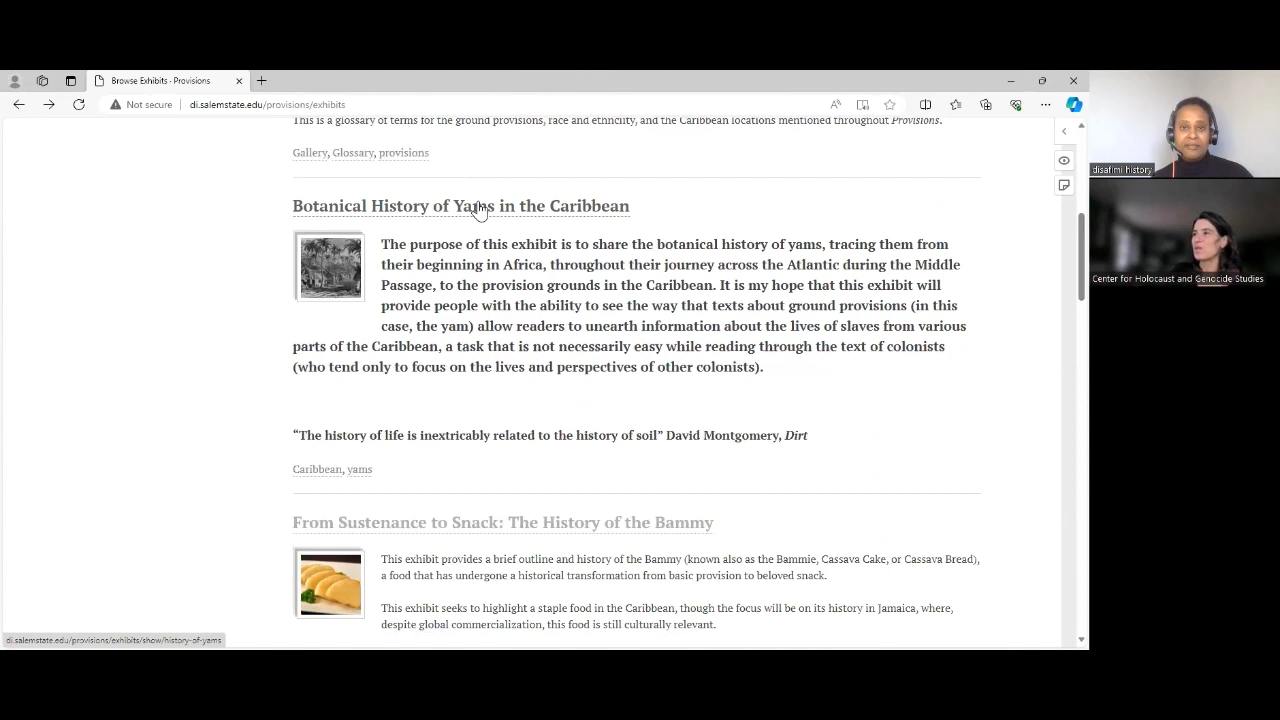 Browse Exhibits · Provisions
Not secure
di.salemstate.edu/provisions/exhibits
This is a glossary of terms for the ground provisions, race and ethncity, and the Caribbean locations mentioned throughout Provisions.
Gallery, Glossary, provisions
Botanical History of Yams in the Caribbean
The purpose of this exhibit is to share the botanical history of yams, tracing them from
their beginning in Africa, throughout their journey across the Atlantic during the Middle
Passage, to the provision grounds in the Caribbean. It is my hope that this exhibit will
provide people with the ability to see the way that texts about ground provisions (in this
case, the yam) allow readers to unearth information about the lives of slaves from various
parts of the Caribbean, a task that is not necessarily easy while reading through the text of colonists
(who tend only to focus on the lives and perspectives of other colonists).
“The history of life is inextricably related to the history of soil” David Montgomery, Dirt
Caribbean, yams
From Sustenance to Snack: The History of the Bammy
This exhibit provides a brief outline and history of the Bammy (known also as the Bammie, Cassava Cake, or Cassava Bread),
a food that has undergone a historical transformation from basic provision to beloved snack.
This exhibit seeks to highlight a staple food in the Caribbean, though the focus will be on its history in Jamaica, where,
despite global commercialization, this food is still culturally relevant.
di.salemstate.edu/provisions/exhibits/show/history-of-yams
disafimi history
Center for Holocaust and Genocide Studies